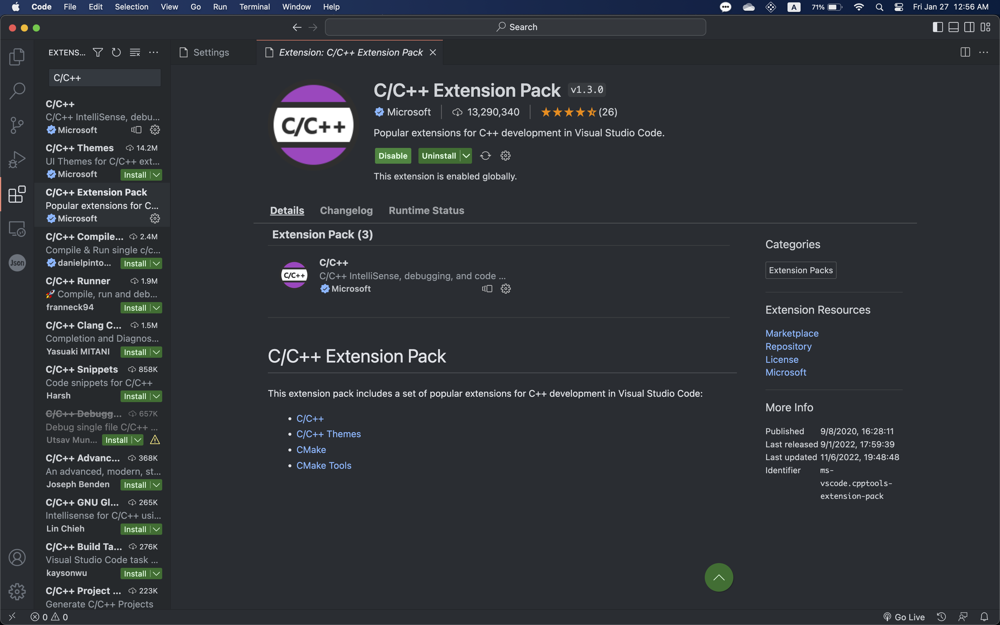 Code File Edit Selection View Go Run Terminal Window Help A 71% Fri Jan 27 12:56 AM
Search
EXTENS...
Settings
Extension: C/C++ Extension Pack
C/C++
C/C++
C/C++ IntelliSense, debu...
Microsoft
C/C++ Themes 14.2M
UI Themes for C/C++ ext...
Microsoft Install
C/C++ Extension Pack
Popular extensions for C...
Microsoft
C/C++ Compile... 2.4M
Compile & Run single c/c...
danielpinto... Install
C/C++ Runner 1.9M
🚀 Compile, run and deb...
franneck94 Install
C/C++ Clang C... 1.5M
Completion and Diagnos...
Yasuaki MITANI Install
C/C++ Snippets 858K
Code snippets for C/C++
Harsh Install
C/C++ Debugg... 657K
Debug single file C/C++ ...
Utsav Mun... Install
C/C++ Advanc... 368K
An advanced, modern, st...
Joseph Benden Install
C/C++ GNU Gl... 265K
Intellisense for C/C++ usi...
Lin Chieh Install
C/C++ Build Ta... 276K
Visual Studio Code task ...
kaysonwu Install
C/C++ Project ... 223K
Generate C/C++ Projects
Json
C/C++
C/C++ Extension Pack v1.3.0
Microsoft 13,290,340 (26)
Popular extensions for C++ development in Visual Studio Code.
Disable Uninstall
This extension is enabled globally.
Details Changelog Runtime Status
Extension Pack (3)
C/C++
C/C++
C/C++ IntelliSense, debugging, and code ...
Microsoft
C/C++ Extension Pack
This extension pack includes a set of popular extensions for C++ development in Visual Studio Code:
• C/C++
• C/C++ Themes
• CMake
• CMake Tools
Categories
Extension Packs
Extension Resources
Marketplace
Repository
License
Microsoft
More Info
Published 9/8/2020, 16:28:11
Last released 9/1/2022, 17:59:39
Last updated 11/6/2022, 19:48:48
Identifier ms-
vscode.cpptools-
extension-pack
0 0
Go Live